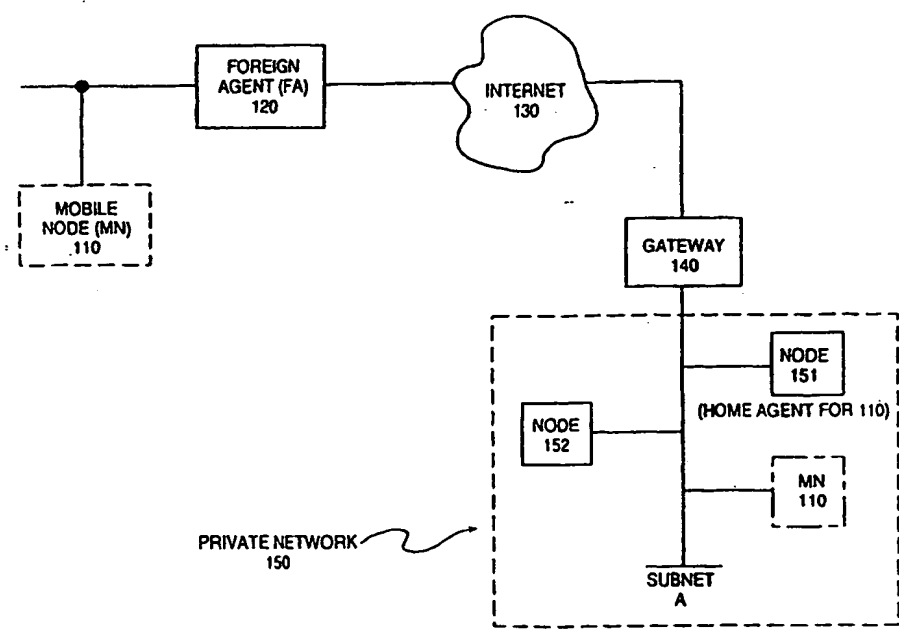 FOREIGN
AGENT (FA)
120
INTERNET
130
MOBILE
NODE (MN)
110
GATEWAY
140
NODE
151
(HOME AGENT FOR 110)
NODE
152
MN
110
PRIVATE NETWORK
150
SUBNET
A